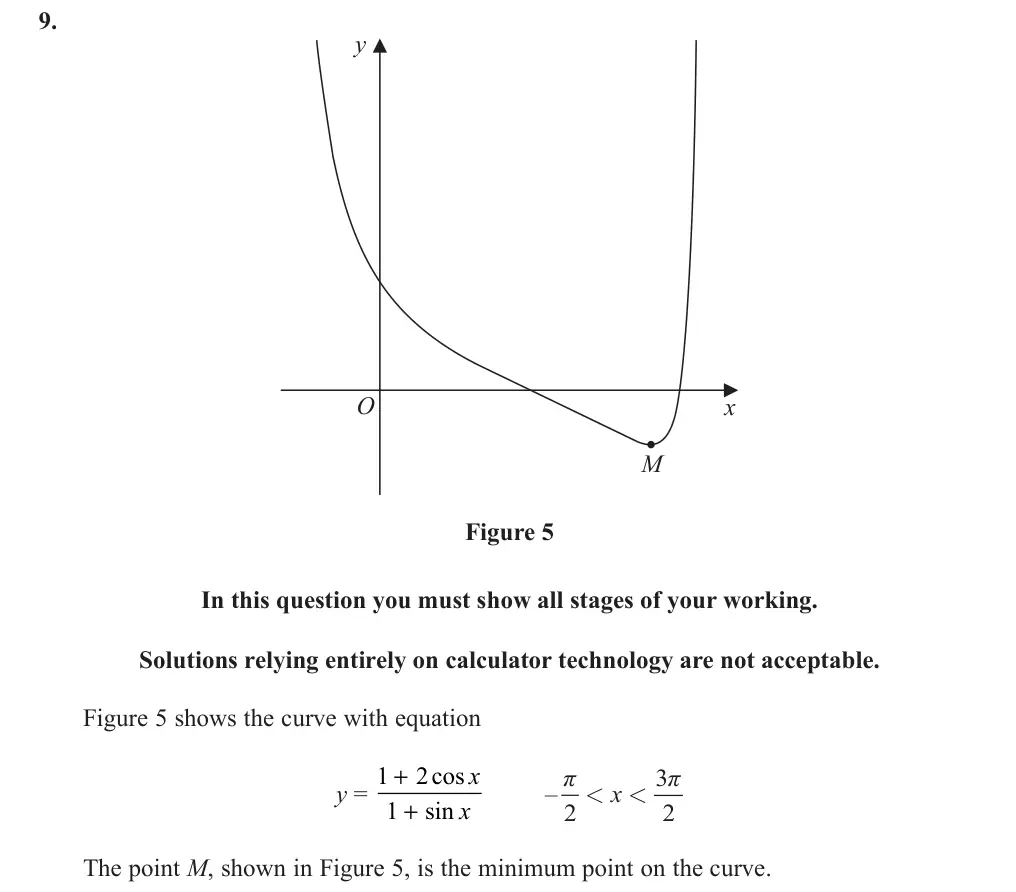 9.
y
O
x
M
Figure 5
In this question you must show all stages of your working.
Solutions relying entirely on calculator technology are not acceptable.
Figure 5 shows the curve with equation
y = (1 + 2 cos x)/(1 + sin x)   −π/2 < x < 3π/2
The point M, shown in Figure 5, is the minimum point on the curve.